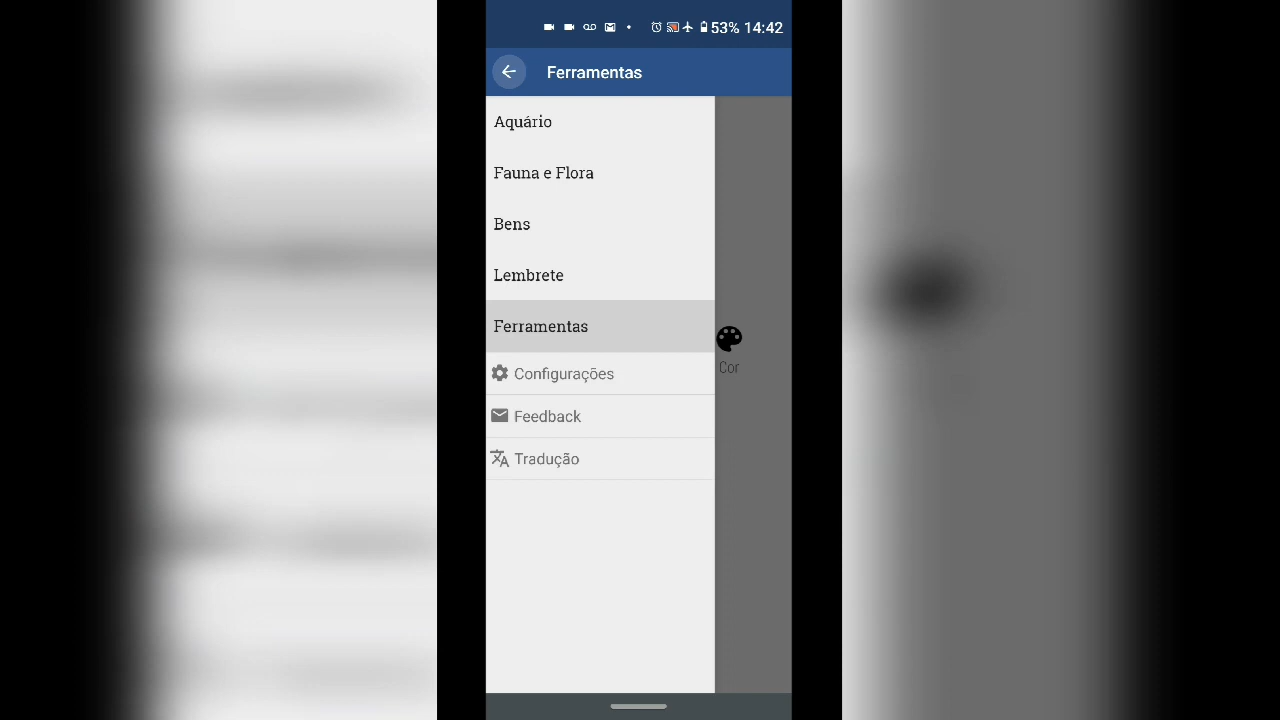 53% 14:42
Ferramentas
Aquário
Fauna e Flora
Bens
Lembrete
Ferramentas
Cor
Configurações
Feedback
Tradução